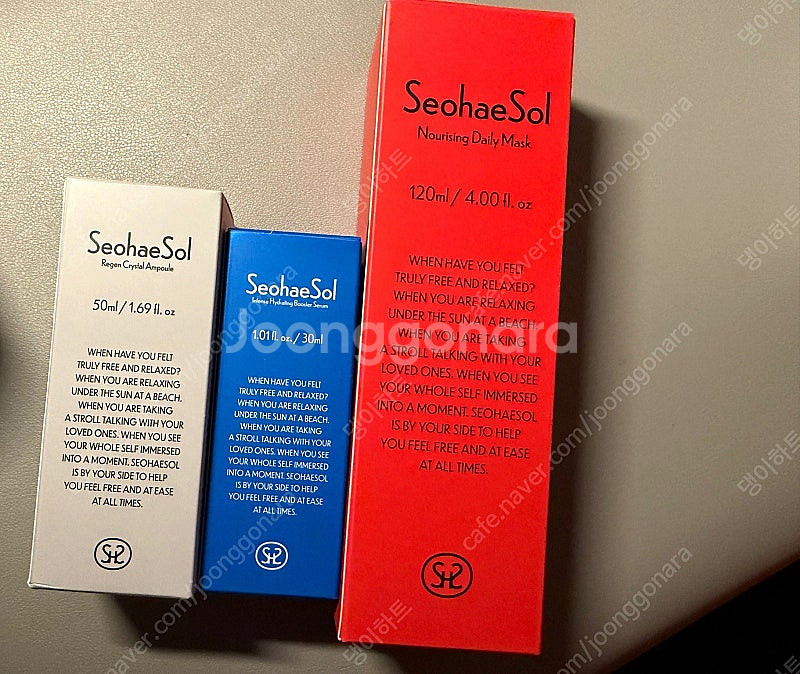 SeohaeSol
Regen Crystal Ampoule
50ml / 1.69 fl. oz
WHEN HAVE YOU FELT
TRULY FREE AND RELAXED?
WHEN YOU ARE RELAXING
UNDER THE SUN AT A BEACH.
WHEN YOU ARE TAKING
A STROLL TALKING WITH YOUR
LOVED ONES. WHEN YOU SEE
YOUR WHOLE SELF IMMERSED
INTO A MOMENT. SEOHAESOL
IS BY YOUR SIDE TO HELP
YOU FEEL FREE AND AT EASE
AT ALL TIMES.
SHS
SeohaeSol
Intense Hydrating Booster Serum
1.01 fl. oz. / 30ml
WHEN HAVE YOU FELT
TRULY FREE AND RELAXED?
WHEN YOU ARE RELAXING
UNDER THE SUN AT A BEACH.
WHEN YOU ARE TAKING
A STROLL TALKING WITH YOUR
LOVED ONES. WHEN YOU SEE
YOUR WHOLE SELF IMMERSED
INTO A MOMENT. SEOHAESOL
IS BY YOUR SIDE TO HELP
YOU FEEL FREE AND AT EASE
AT ALL TIMES.
SHS
SeohaeSol
Nourising Daily Mask
120ml / 4.00 fl. oz
WHEN HAVE YOU FELT
TRULY FREE AND RELAXED?
WHEN YOU ARE RELAXING
UNDER THE SUN AT A BEACH.
WHEN YOU ARE TAKING
A STROLL TALKING WITH YOUR
LOVED ONES. WHEN YOU SEE
YOUR WHOLE SELF IMMERSED
INTO A MOMENT. SEOHAESOL
IS BY YOUR SIDE TO HELP
YOU FEEL FREE AND AT EASE
AT ALL TIMES.
SHS
Joonggonara
cafe.naver.com/joonggonara
댕이하트